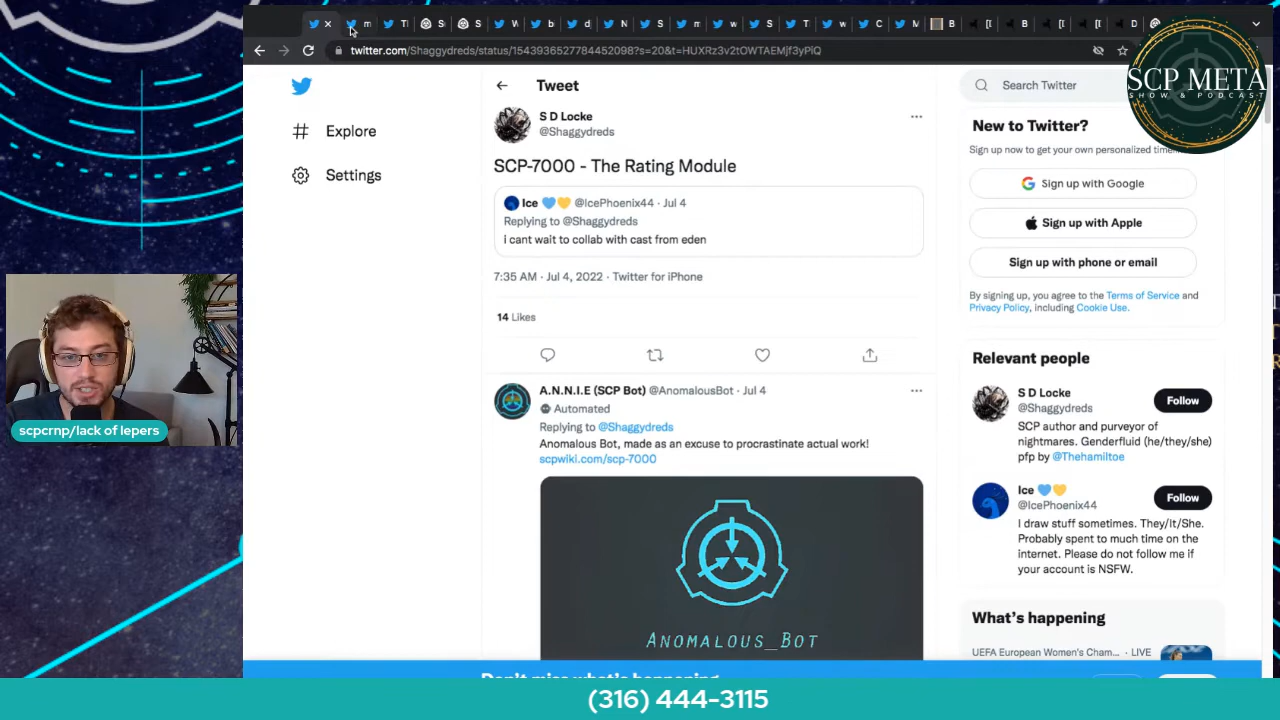 twitter.com/Shaggydreds/status/1543936527784452098?s=20&t=HUXRz3v2tOWTAEMjf3yPlQ
SCP META
SHOW & PODCAST
Explore
Settings
Tweet
S D Locke
@Shaggydreds
SCP-7000 - The Rating Module
Ice 💙💛 @IcePhoenix44 · Jul 4
Replying to @Shaggydreds
i cant wait to collab with cast from eden
7:35 AM · Jul 4, 2022 · Twitter for iPhone
14 Likes
A.N.N.I.E (SCP Bot) @AnomalousBot · Jul 4
Automated
Replying to @Shaggydreds
Anomalous Bot, made as an excuse to procrastinate actual work!
scpwiki.com/scp-7000
ANOMALOUS_BOT
Search Twitter
New to Twitter?
Sign up now to get your own personalized time
Sign up with Google
Sign up with Apple
Sign up with phone or email
By signing up, you agree to the Terms of Service and
Privacy Policy, including Cookie Use.
Relevant people
S D Locke
@Shaggydreds
Follow
SCP author and purveyor of
nightmares. Genderfluid (he/they/she)
pfp by @Thehamiltoe
Ice 💙💛
@IcePhoenix44
Follow
I draw stuff sometimes. They/It/She.
Probably spent to much time on the
internet. Please do not follow me if
your account is NSFW.
What's happening
UEFA European Women's Cham... · LIVE
Don't miss what's happening
scpcrnp/lack of lepers
(316) 444-3115